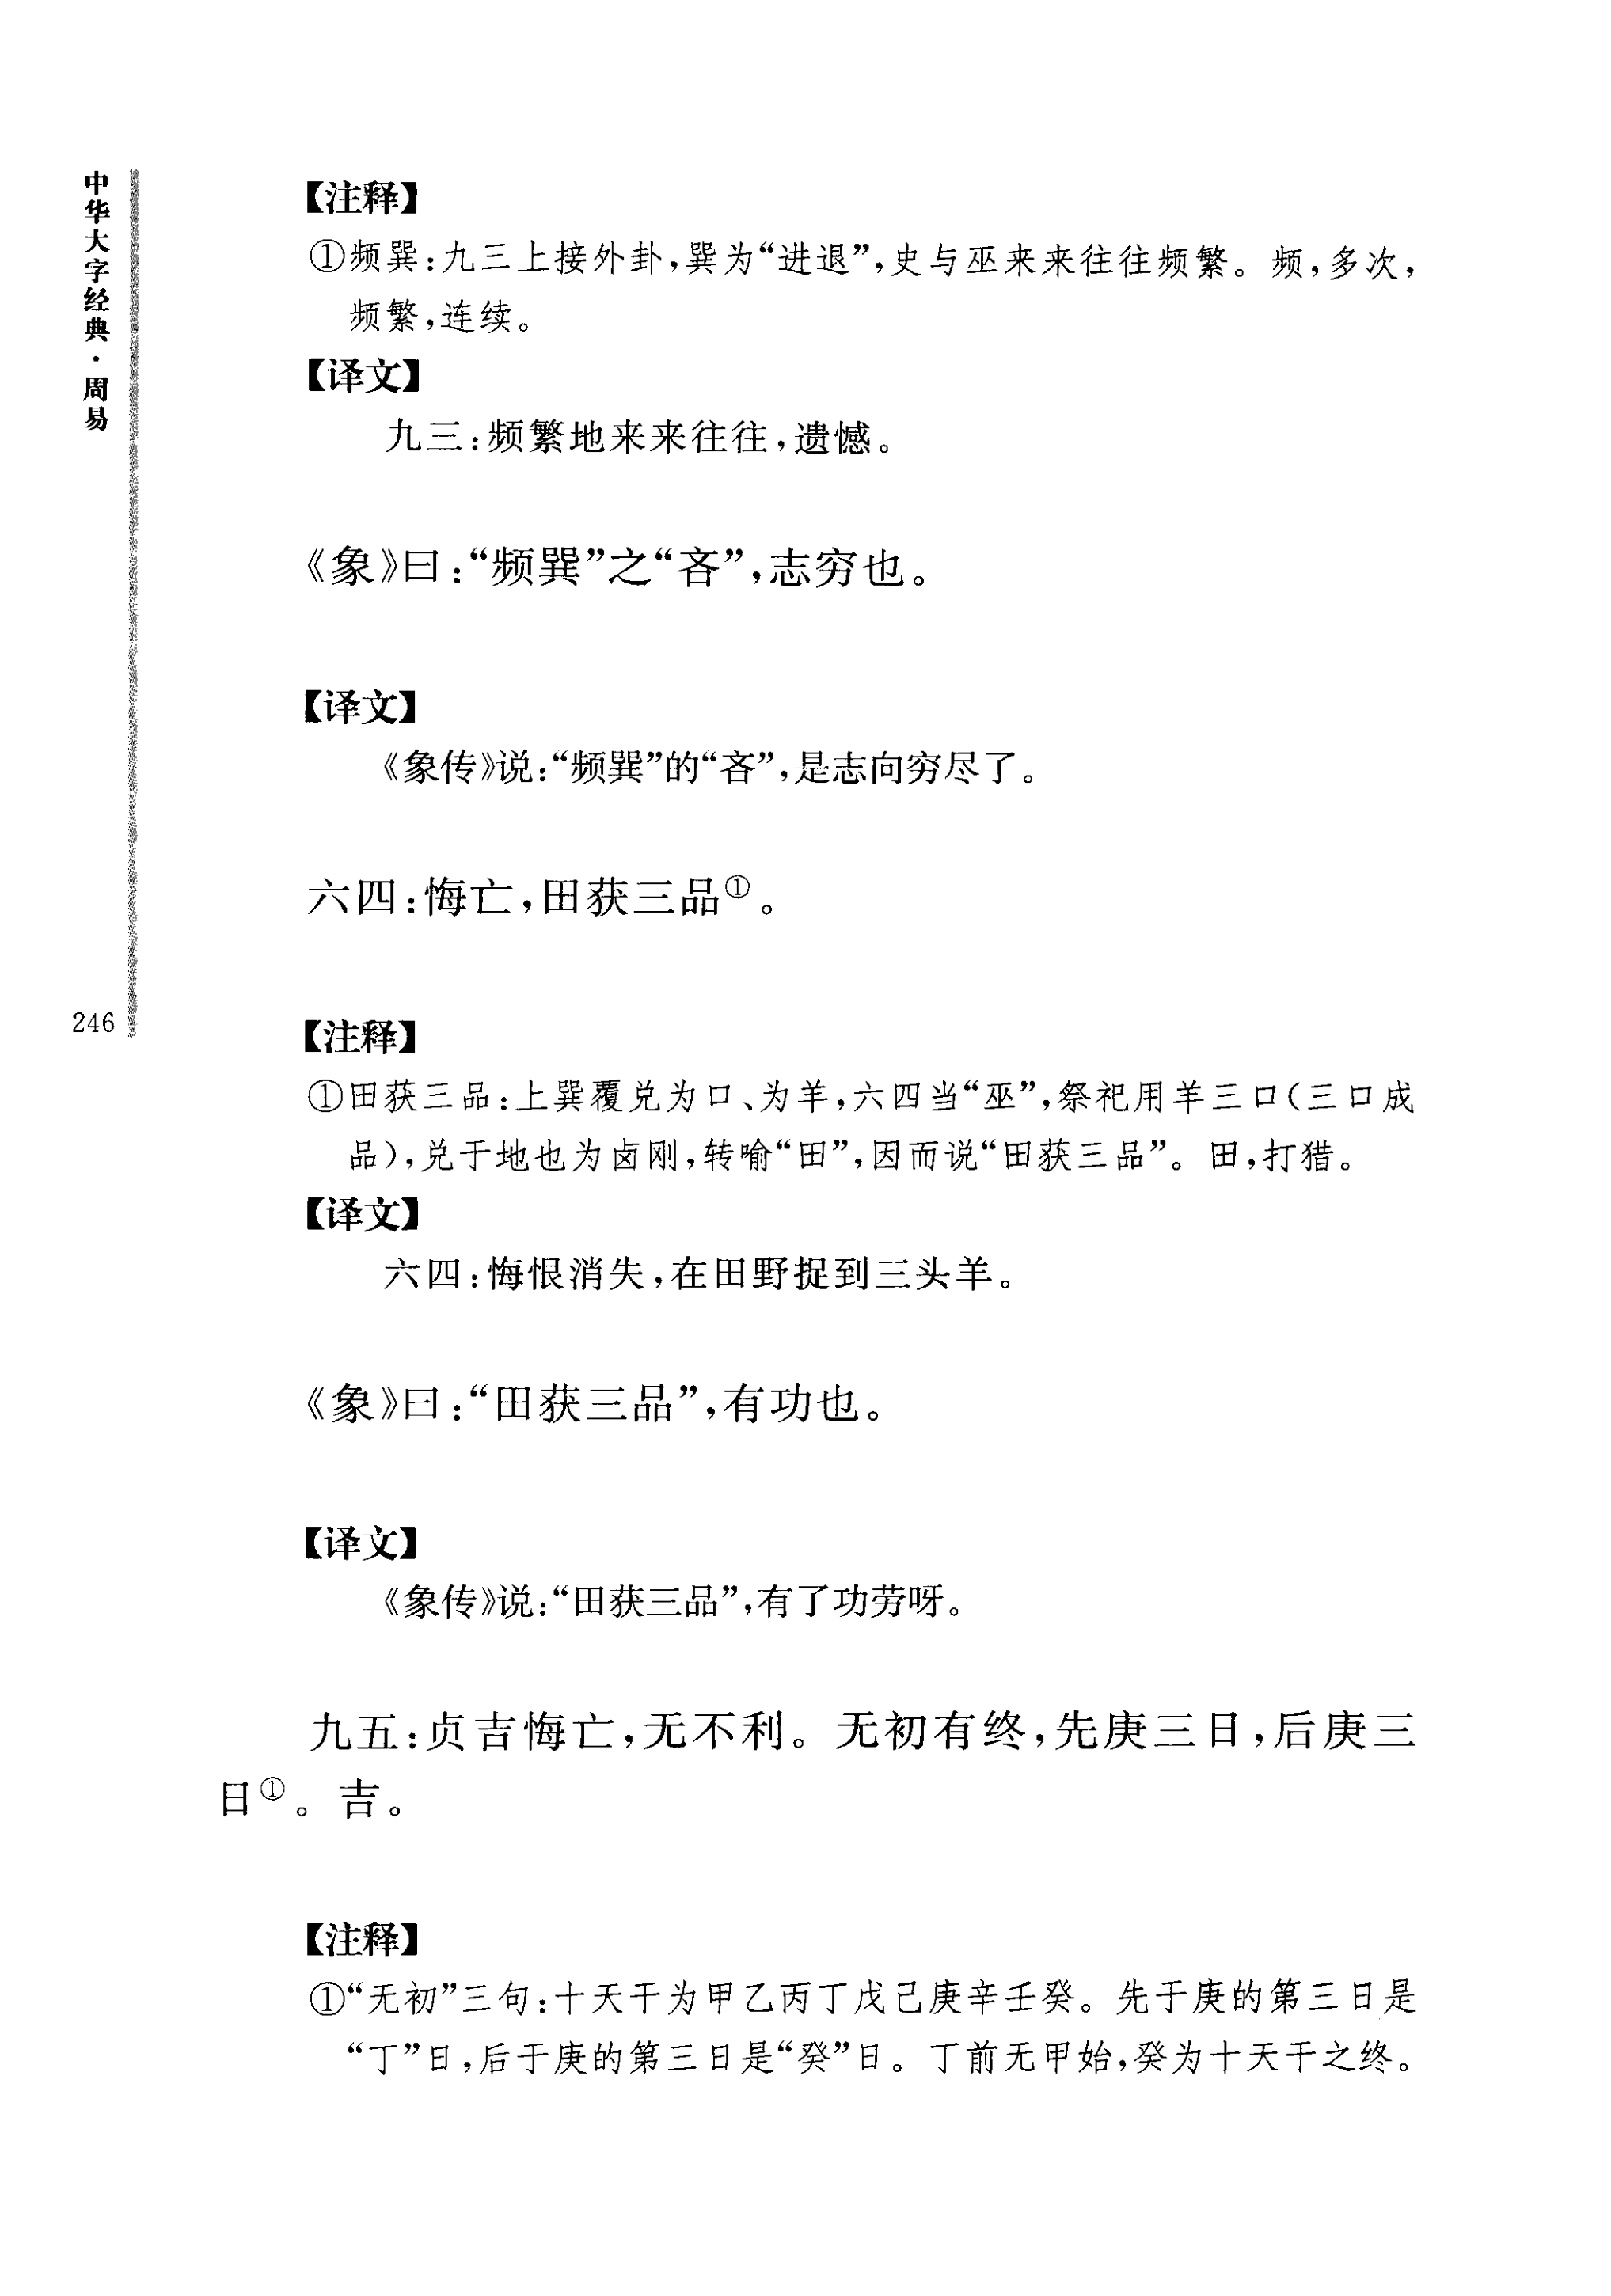 中华大字经典·周易
246
【注释】
①频巽:九三上接外卦,巽为“进退”,史与巫来来往往频繁。频,多次,
频繁,连续。
【译文】
九三:频繁地来来往往,遗憾。
《象》曰:“频巽”之“吝”,志穷也。
【译文】
《象传》说:“频巽”的“吝”,是志向穷尽了。
六四:悔亡,田获三品①。
【注释】
①田获三品:上巽覆兑为口、为羊,六四当“巫”,祭祀用羊三口(三口成
品),兑于地也为卤刚,转喻“田”,因而说“田获三品”。田,打猎。
【译文】
六四:悔恨消失,在田野捉到三头羊。
《象》曰:“田获三品”,有功也。
【译文】
《象传》说:“田获三品”,有了功劳呀。
九五:贞吉悔亡,无不利。无初有终,先庚三日,后庚三
日①。吉。
【注释】
①“无初”三句:十天干为甲乙丙丁戊己庚辛壬癸。先于庚的第三日是
“丁”日,后于庚的第三日是“癸”日。丁前无甲始,癸为十天干之终。